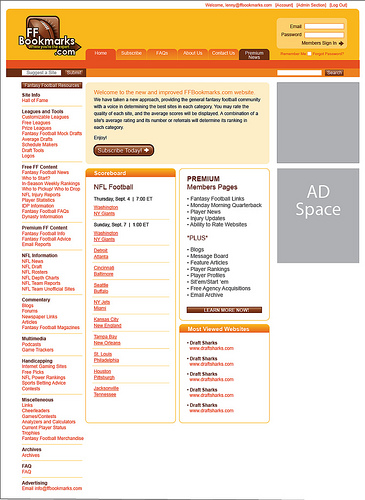 Welcome, lenny@ffbookmarks.com [Account] [Admin Section] [Log Out]
FF
Bookmarks
.com
Email
Password
Members Sign In
Remember Me Forgot Password?
Home
Subscribe
FAQs
About Us
Contact Us
Premium
News
Suggest a Site
Submit
Search
Fantasy Football Resources
Site Info
Hall of Fame
Leagues and Tools
Customizable Leagues
Free Leagues
Prize Leagues
Fantasy Football Mock Drafts
Average Drafts
Schedule Makers
Draft Tools
Logos
Free FF Content
Fantasy Football News
Who to Start?
In-Season Weekly Rankings
Who to Pickup! Who to Drop
NFL Injury Reports
Player Statistics
IDP Information
Fantasy Football FAQs
Dynasty Information
Premium FF Content
Fantasy Football Info
Fantasy Football Advice
Email Reports
NFL Information
NFL News
NFL Draft
NFL Rosters
NFL Depth Charts
NFL Team Reports
NFL Team Unofficial Sites
Commentary
Blogs
Forums
Newspaper Links
Articles
Fantasy Football Magazines
Multimedia
Podcasts
Game Trackers
Handicapping
Internet Gaming Sites
Free Picks
NFL Power Rankings
Sports Betting Advice
Contests
Miscellaneous
Links
Cheerleaders
Games/Contests
Analyzers and Calculators
Current Player Status
Trophies
Fantasy Football Merchandise
Archives
Archives
FAQ
FAQ
Advertising
Email info@ffbookmarks.com
Welcome to the new and improved FFBookmarks.com website.
We have taken a new approach, providing the general fantasy football community
with a voice in determining the best sites in each category. You may rate the
quality of each site, and the average scores will be displayed. A combination of a
site's average rating and its number or referrals will determine its ranking in
each category.
Enjoy!
Subscribe Today!
Scoreboard
NFL Football
Thursday, Sept. 4 | 7:00 ET
Washington
NY Giants
Sunday, Sept. 7 | 1:00 ET
Washington
NY Giants
Detroit
Atlanta
Cincinnati
Baltimore
Seattle
Buffalo
NY Jets
Miami
Kansas City
New England
Tampa Bay
New Orleans
St. Louis
Philadelphia
Houston
Pittsburgh
Jacksonville
Tennessee
PREMIUM
Members Pages
• Fantasy Football Links
• Monday Morning Quarterback
• Player News
• Injury Updates
• Ability to Rate Websites
*PLUS*
• Blogs
• Message Board
• Feature Articles
• Player Rankings
• Player Profiles
• Sit'em/Start 'em
• Free Agency Acquisitions
• Email Archive
LEARN MORE NOW!
Most Viewed Websites
• Draft Sharks
www.draftsharks.com
• Draft Sharks
www.draftsharks.com
• Draft Sharks
www.draftsharks.com
• Draft Sharks
www.draftsharks.com
• Draft Sharks
www.draftsharks.com
AD
Space